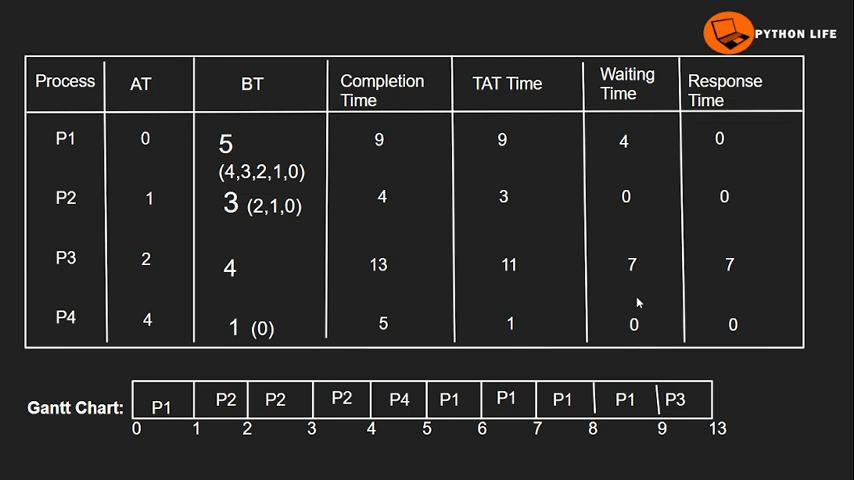 PYTHON LIFE
Process AT BT Completion Time TAT Time Waiting Time Response Time
P1 0 5 (4,3,2,1,0) 9 9 4 0
P2 1 3 (2,1,0) 4 3 0 0
P3 2 4 13 11 7 7
P4 4 1 (0) 5 1 0 0
Gantt Chart: P1 P2 P2 P2 P4 P1 P1 P1 P1 P3
0 1 2 3 4 5 6 7 8 9 13